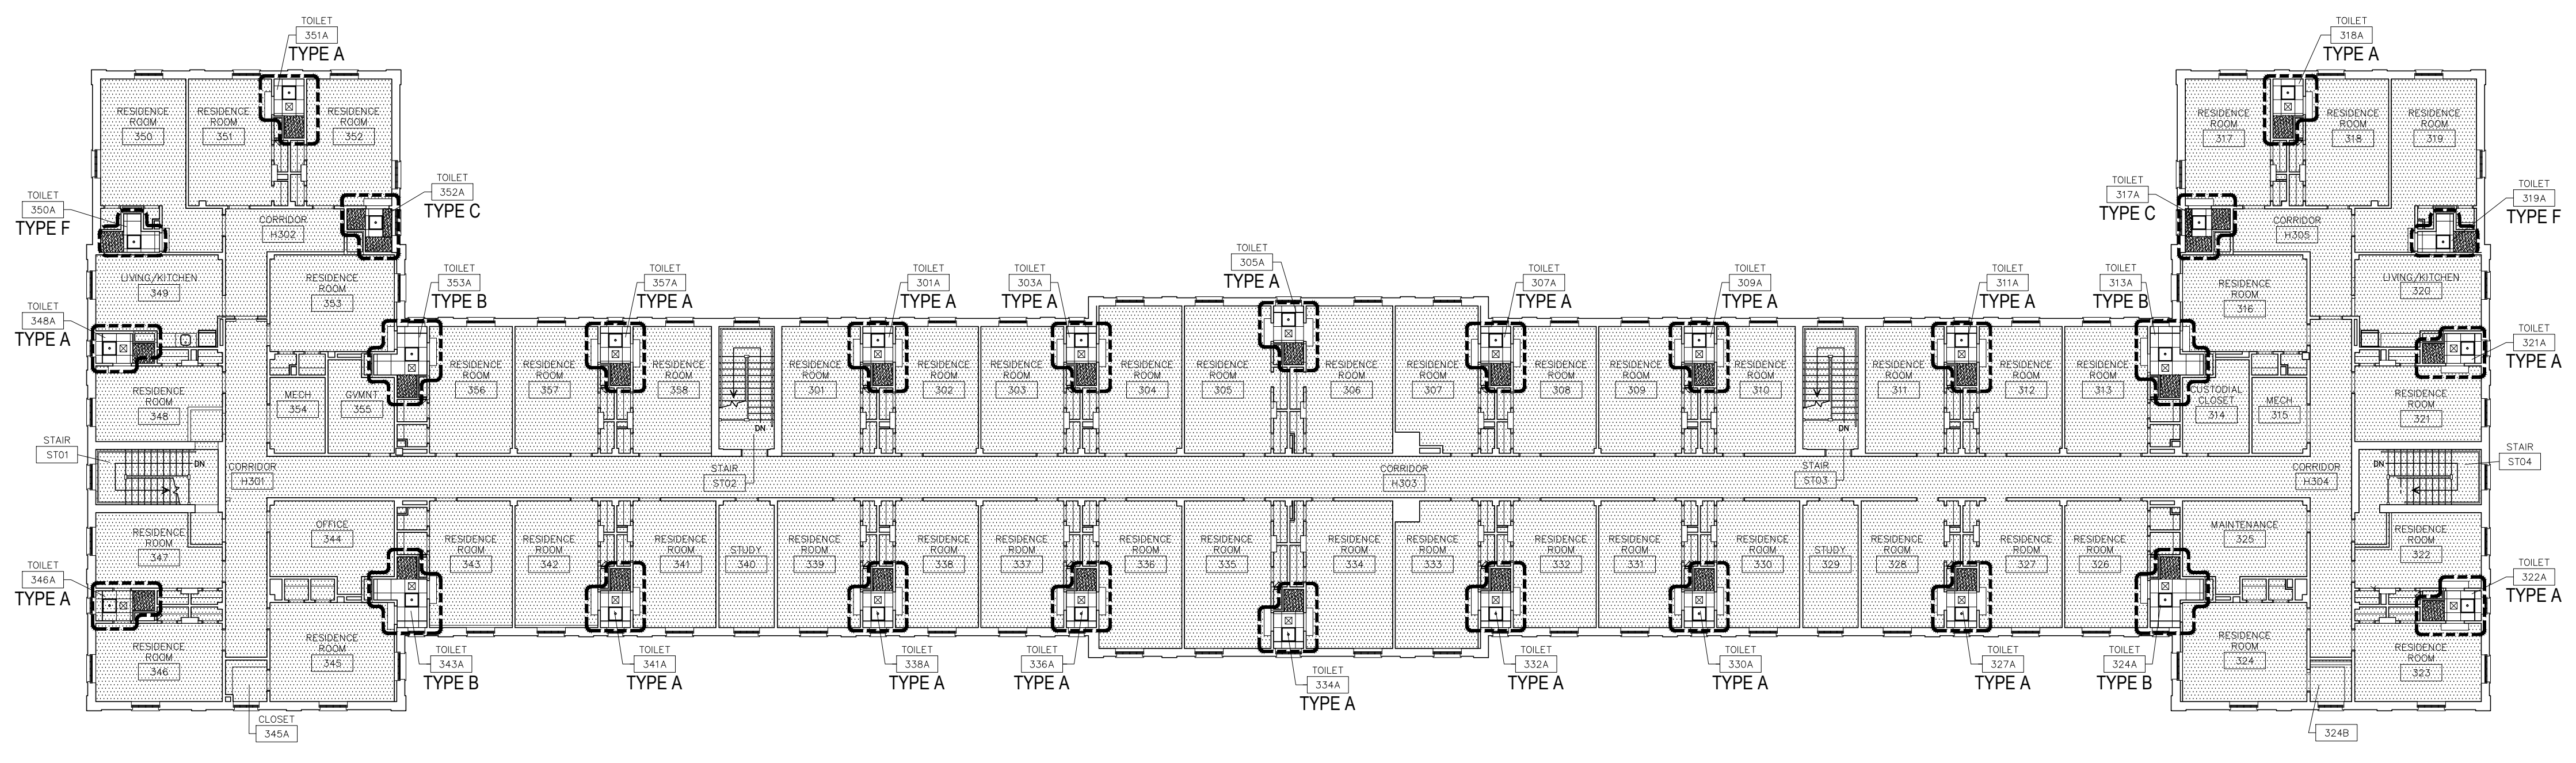 TOILET
351A
TYPE A
TOILET
318A
TYPE A
RESIDENCE
ROOM
350
RESIDENCE
ROOM
351
RESIDENCE
ROOM
352
RESIDENCE
ROOM
317
RESIDENCE
ROOM
318
RESIDENCE
ROOM
319
TOILET
350A
TYPE F
TOILET
352A
TYPE C
CORRIDOR
H302
TOILET
317A
TYPE C
CORRIDOR
H305
TOILET
319A
TYPE F
LIVING/KITCHEN
349
RESIDENCE
ROOM
353
TOILET
353A
TYPE B
TOILET
357A
TYPE A
TOILET
301A
TYPE A
TOILET
303A
TYPE A
TOILET
305A
TYPE A
TOILET
307A
TYPE A
TOILET
309A
TYPE A
TOILET
311A
TYPE A
TOILET
313A
TYPE B
RESIDENCE
ROOM
316
LIVING/KITCHEN
320
TOILET
348A
TYPE A
TOILET
321A
TYPE A
RESIDENCE
ROOM
348
MECH
354
GVMNT
355
RESIDENCE
ROOM
356
RESIDENCE
ROOM
357
RESIDENCE
ROOM
358
RESIDENCE
ROOM
301
RESIDENCE
ROOM
302
RESIDENCE
ROOM
303
RESIDENCE
ROOM
304
RESIDENCE
ROOM
305
RESIDENCE
ROOM
306
RESIDENCE
ROOM
307
RESIDENCE
ROOM
308
RESIDENCE
ROOM
309
RESIDENCE
ROOM
310
RESIDENCE
ROOM
311
RESIDENCE
ROOM
312
RESIDENCE
ROOM
313
CUSTODIAL
CLOSET
314
MECH
315
RESIDENCE
ROOM
321
DN
DN
STAIR
ST01
DN
CORRIDOR
H301
STAIR
ST02
CORRIDOR
H303
STAIR
ST03
CORRIDOR
H304
DN
STAIR
ST04
RESIDENCE
ROOM
347
OFFICE
344
RESIDENCE
ROOM
343
RESIDENCE
ROOM
342
RESIDENCE
ROOM
341
STUDY
340
RESIDENCE
ROOM
339
RESIDENCE
ROOM
338
RESIDENCE
ROOM
337
RESIDENCE
ROOM
336
RESIDENCE
ROOM
335
RESIDENCE
ROOM
334
RESIDENCE
ROOM
333
RESIDENCE
ROOM
332
RESIDENCE
ROOM
331
RESIDENCE
ROOM
330
STUDY
329
RESIDENCE
ROOM
328
RESIDENCE
ROOM
327
RESIDENCE
ROOM
326
MAINTENANCE
325
RESIDENCE
ROOM
322
TOILET
346A
TYPE A
TOILET
322A
TYPE A
RESIDENCE
ROOM
346
RESIDENCE
ROOM
345
TOILET
343A
TYPE B
TOILET
341A
TYPE A
TOILET
338A
TYPE A
TOILET
336A
TYPE A
TOILET
334A
TYPE A
TOILET
332A
TYPE A
TOILET
330A
TYPE A
TOILET
327A
TYPE A
TOILET
324A
TYPE B
RESIDENCE
ROOM
324
RESIDENCE
ROOM
323
CLOSET
345A
324B